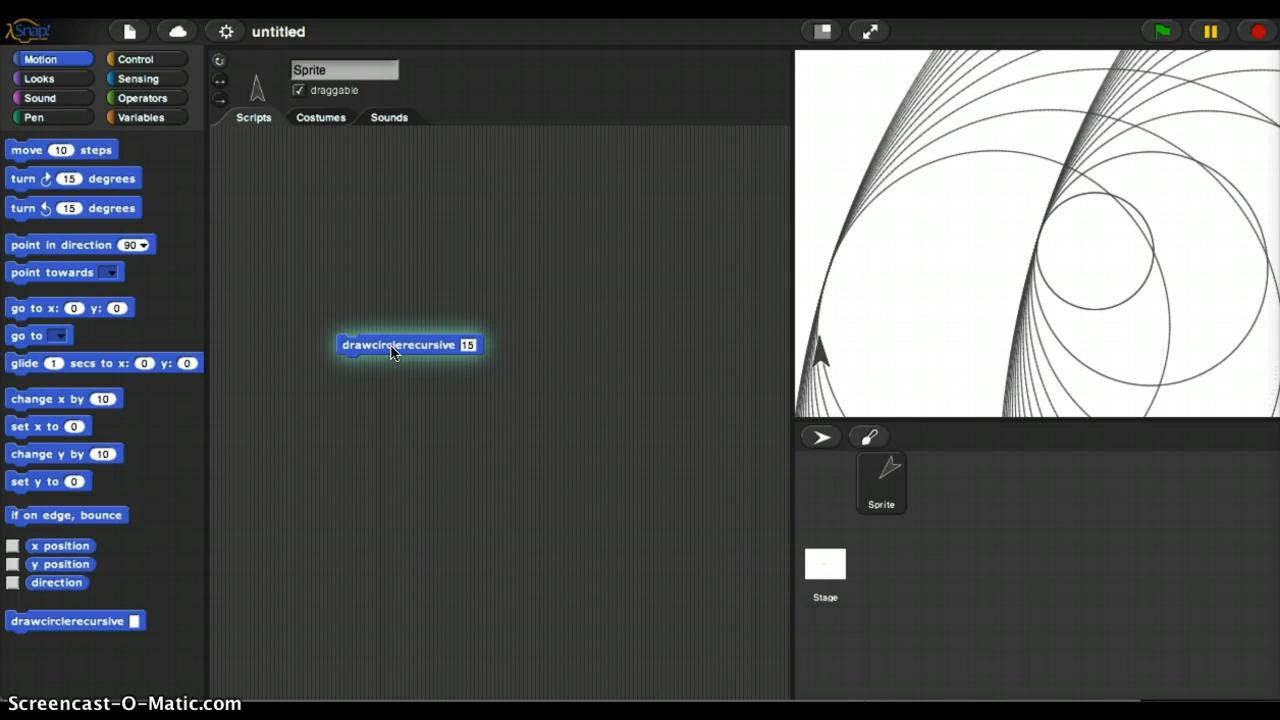 Snap!
untitled
Motion
Control
Looks
Sensing
Sound
Operators
Pen
Variables
Sprite
draggable
Scripts
Costumes
Sounds
move 10 steps
turn 15 degrees
turn 15 degrees
point in direction 90
point towards
go to x: 0 y: 0
go to
glide 1 secs to x: 0 y: 0
change x by 10
set x to 0
change y by 10
set y to 0
if on edge, bounce
x position
y position
direction
drawcirclerecursive
drawcirclerecursive 15
Sprite
Stage
Screencast-O-Matic.com